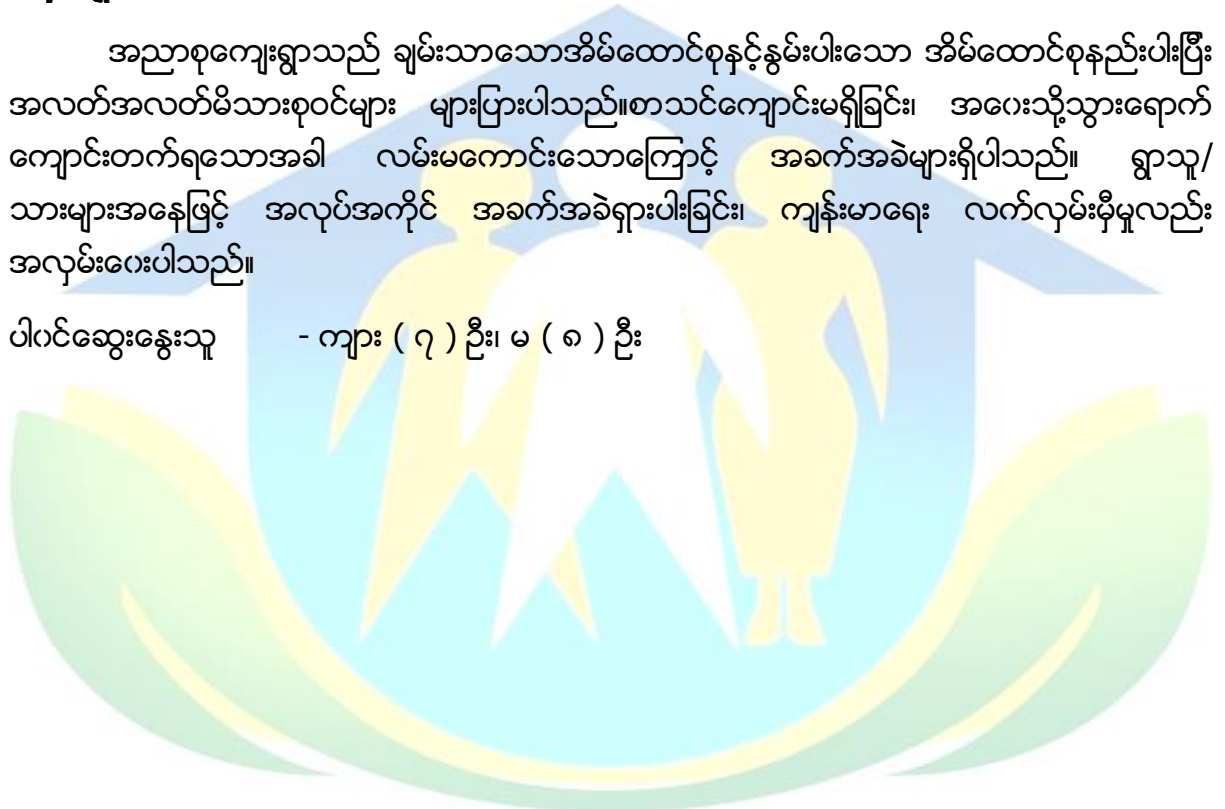 အညာစုကျေးရွာသည် ချမ်းသာသောအိမ်ထောင်စုနှင့်နွမ်းပါးသော အိမ်ထောင်စုနည်းပါးပြီး
အလတ်အလတ်မိသားစုဝင်များ များပြားပါသည်။စာသင်ကျောင်းမရှိခြင်း၊ အဝေးသို့သွားရောက်
ကျောင်းတက်ရသောအခါ လမ်းမကောင်းသောကြောင့် အခက်အခဲများရှိပါသည်။ ရွာသူ/
သားများအနေဖြင့် အလုပ်အကိုင် အခက်အခဲရှားပါးခြင်း၊ ကျန်းမာရေး လက်လှမ်းမှီမှုလည်း
အလှမ်းဝေးပါသည်။
ပါဝင်ဆွေးနွေးသူ - ကျား ( ၇ ) ဦး၊ မ ( ၈ ) ဦး